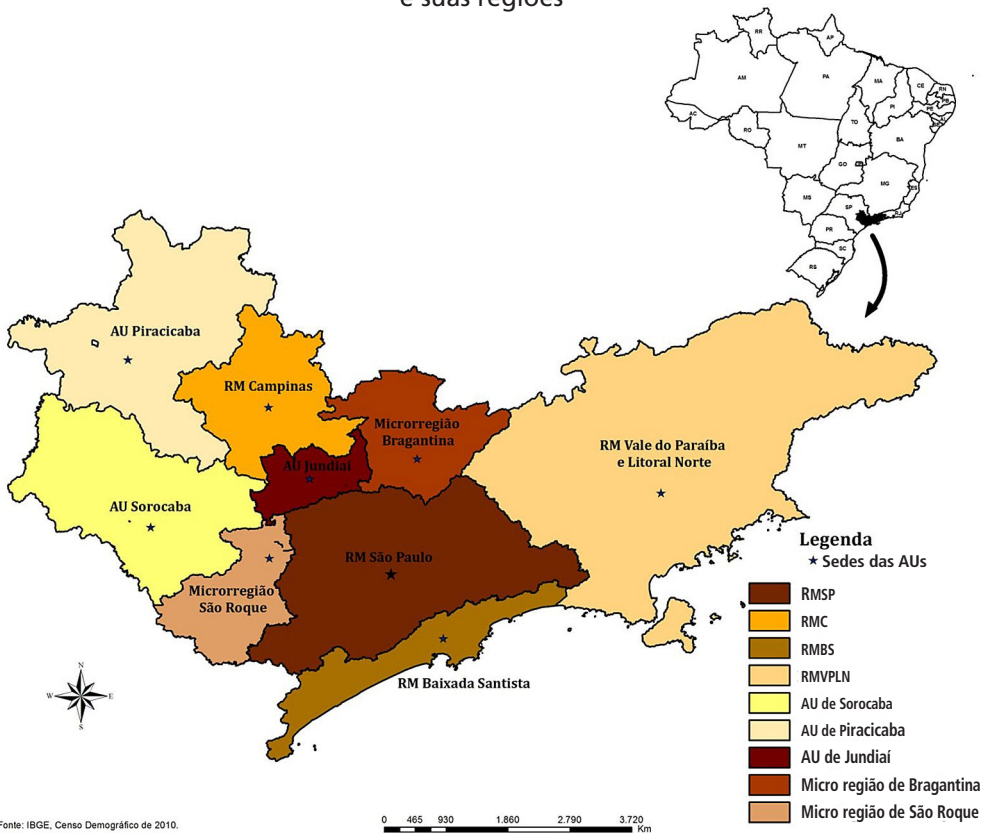 e suas regiões
RR
AP
AM
PA
MA
CE
RN
PB
PE
AL
PI
AC
TO
RO
BA
MT
GO
MG
ES
MS
SP
RJ
PR
SC
RS
AU Piracicaba
RM Campinas
Microrregião
Bragantina
RM Vale do Paraíba
e Litoral Norte
AU Jundiaí
AU Sorocaba
RM São Paulo
Microrregião
São Roque
RM Baixada Santista
N
W
E
S
Legenda
Sedes das AUs
RMSP
RMC
RMBS
RMVPLN
AU de Sorocaba
AU de Piracicaba
AU de Jundiaí
Micro região de Bragantina
Micro região de São Roque
Fonte: IBGE, Censo Demográfico de 2010.
0 465 930 1.860 2.790 3.720
Km